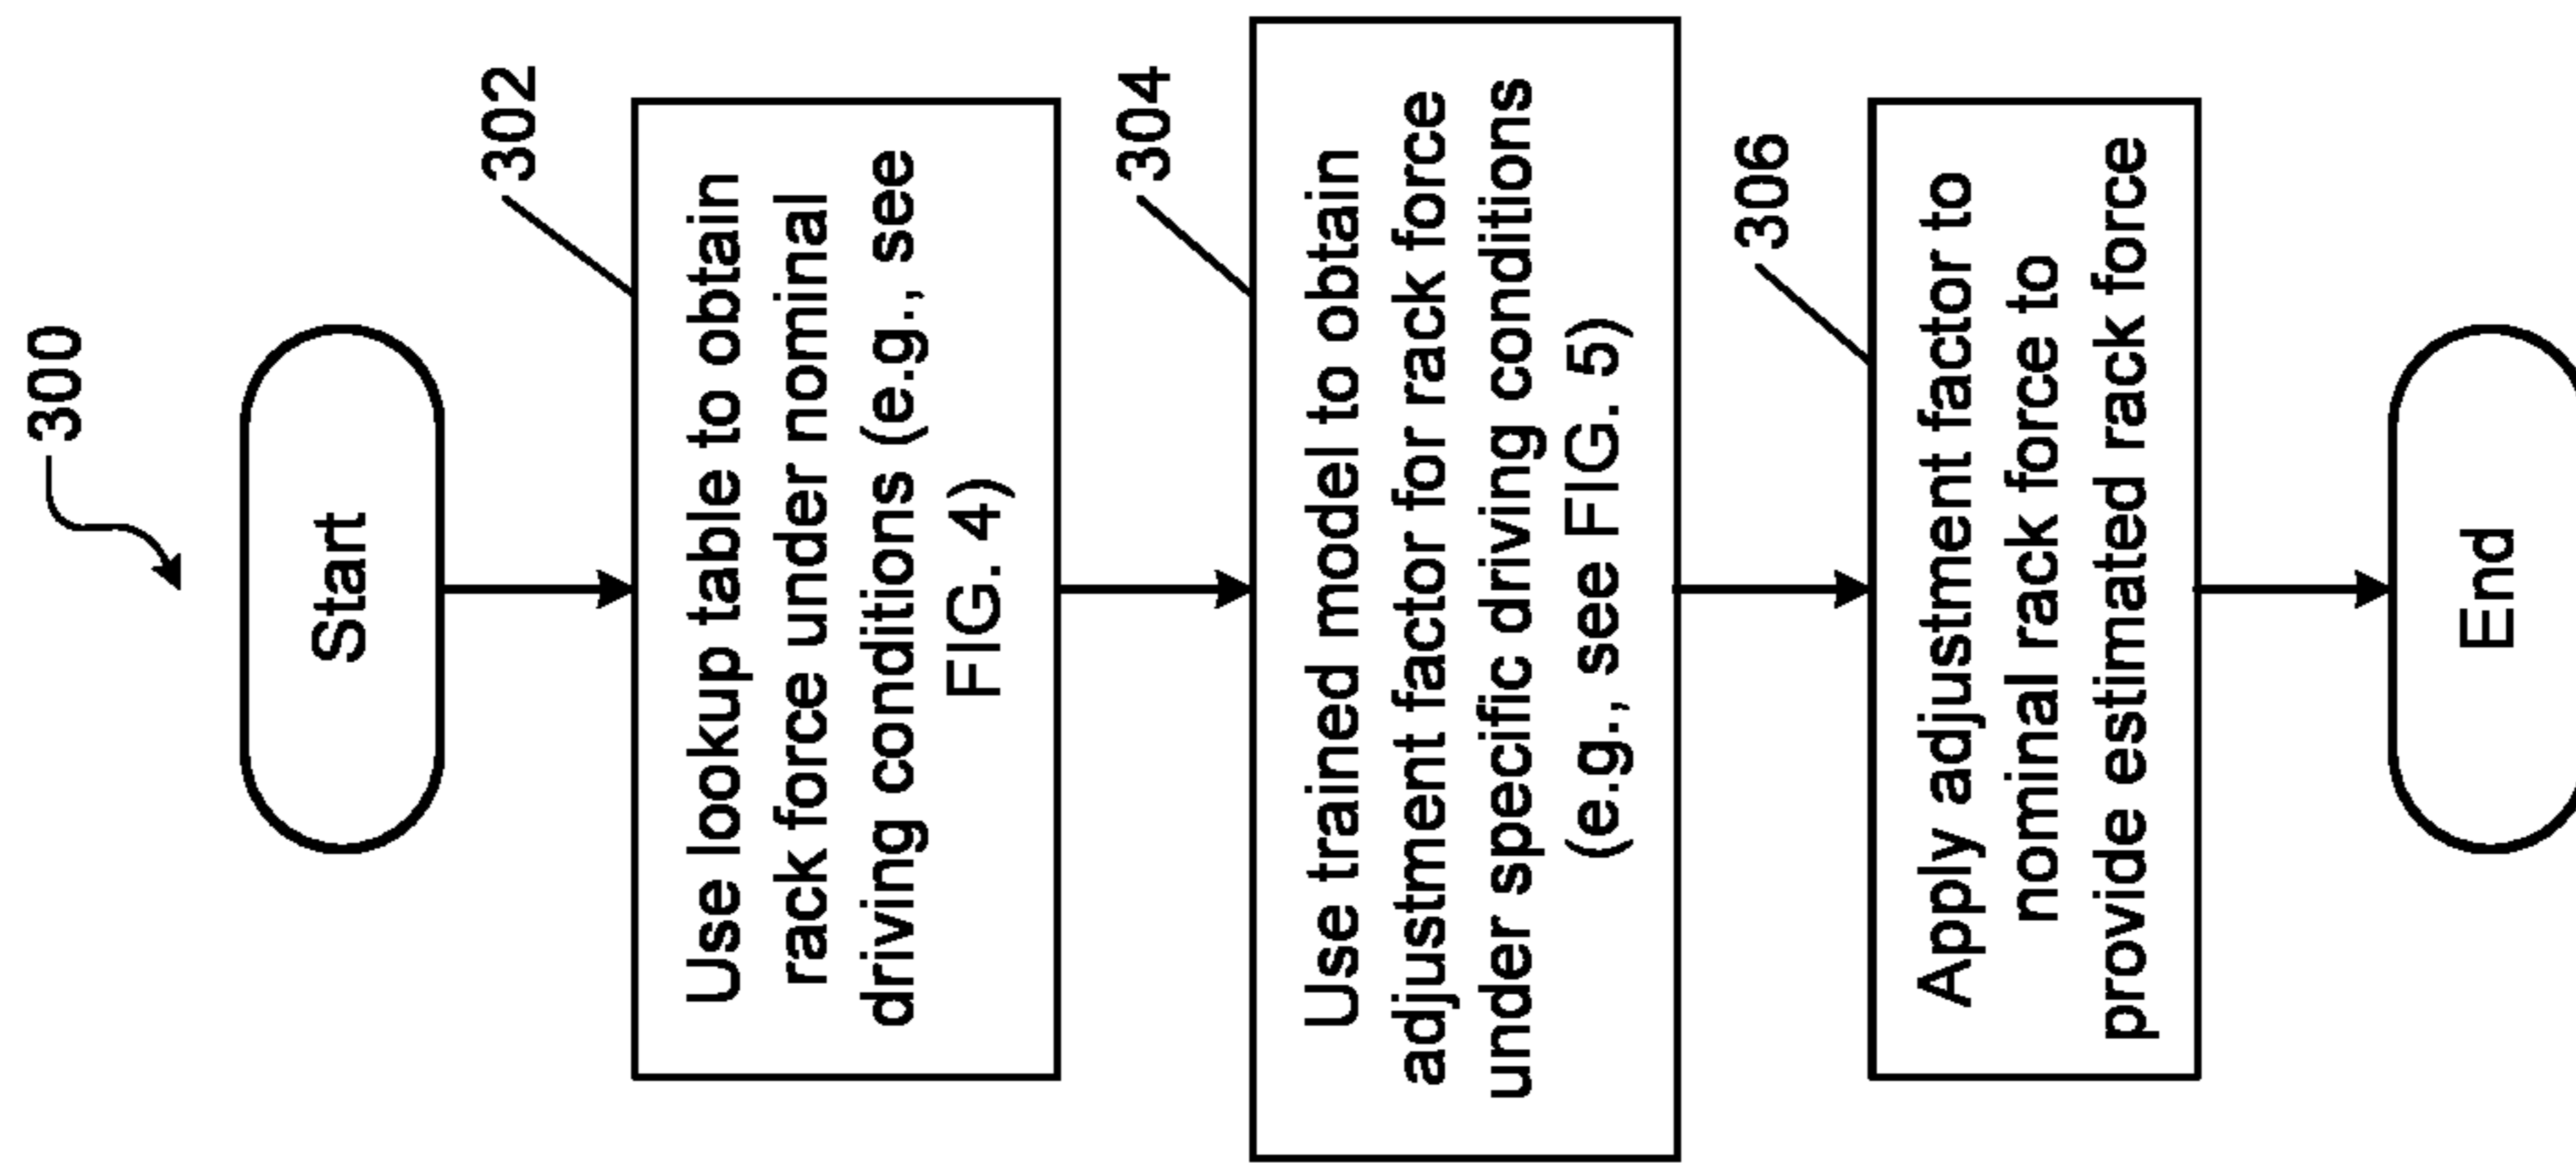 300
Start
302
Use lookup table to obtain
rack force under nominal
driving conditions (e.g., see
FIG. 4)
304
Use trained model to obtain
adjustment factor for rack force
under specific driving conditions
(e.g., see FIG. 5)
306
Apply adjustment factor to
nominal rack force to
provide estimated rack force
End